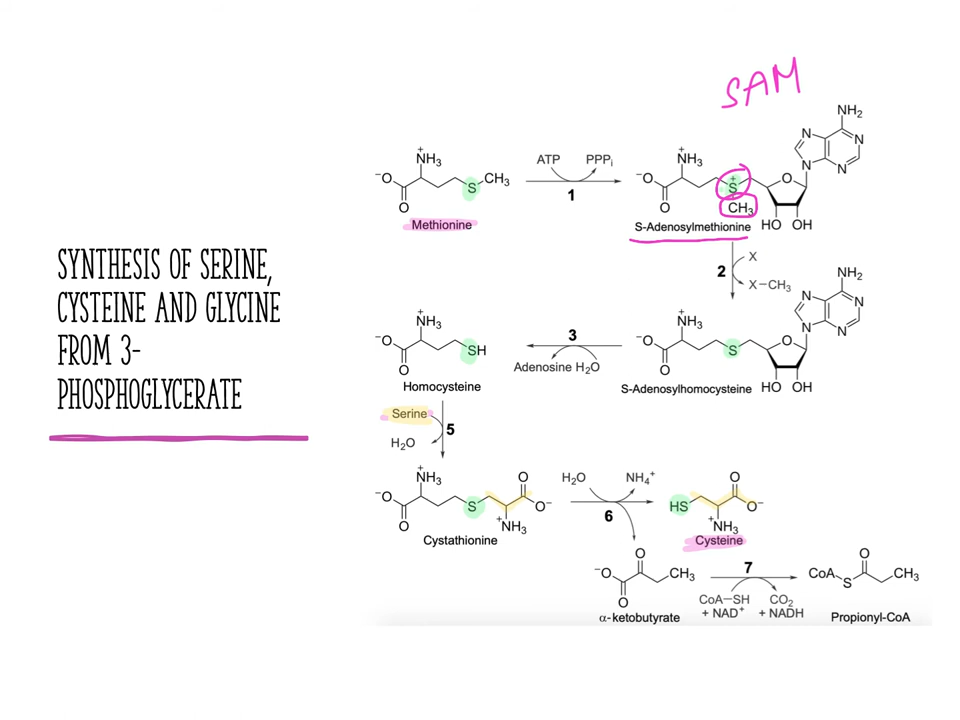 SYNTHESIS OF SERINE,
CYSTEINE AND GLYCINE
FROM 3-
PHOSPHOGLYCERATE
SAM
NH₂
N
N
N
N
⁺NH₃
⁻O
O
S
CH₃
Methionine
ATP
PPPᵢ
1
⁺NH₃
⁻O
O
S⁺
CH₃
O
HO OH
S-Adenosylmethionine
2
X
X–CH₃
NH₂
N
N
N
N
⁺NH₃
⁻O
O
S
O
HO OH
S-Adenosylhomocysteine
3
Adenosine H₂O
⁺NH₃
⁻O
O
SH
Homocysteine
Serine
5
H₂O
⁺NH₃
⁻O
O
S
O
O⁻
⁺NH₃
Cystathionine
H₂O
NH₄⁺
6
HS
O
O⁻
⁺NH₃
Cysteine
⁻O
O
O
CH₃
α-ketobutyrate
7
CoA–SH
+ NAD⁺
CO₂
+ NADH
CoA
S
O
CH₃
Propionyl-CoA